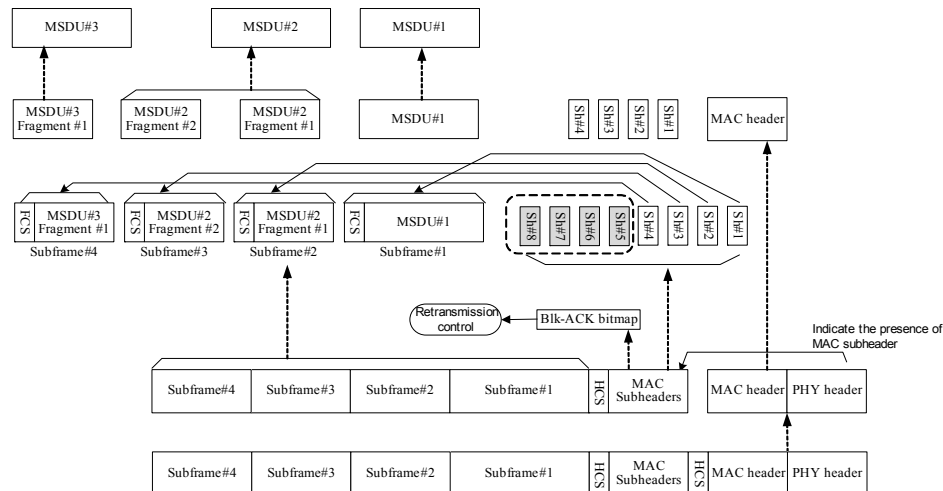 MSDU#3
MSDU#2
MSDU#1
MSDU#3
Fragment #1
MSDU#2
Fragment #2
MSDU#2
Fragment #1
MSDU#1
Sh#4
Sh#3
Sh#2
Sh#1
MAC header
FCS
MSDU#3
Fragment #1
FCS
MSDU#2
Fragment #2
FCS
MSDU#2
Fragment #1
FCS
MSDU#1
Sh#8
Sh#7
Sh#6
Sh#5
Sh#4
Sh#3
Sh#2
Sh#1
Subframe#4
Subframe#3
Subframe#2
Subframe#1
Retransmission
control
Blk-ACK bitmap
Indicate the presence of
MAC subheader
Subframe#4
Subframe#3
Subframe#2
Subframe#1
HCS
MAC
Subheaders
MAC header
PHY header
Subframe#4
Subframe#3
Subframe#2
Subframe#1
HCS
MAC
Subheaders
HCS
MAC header
PHY header